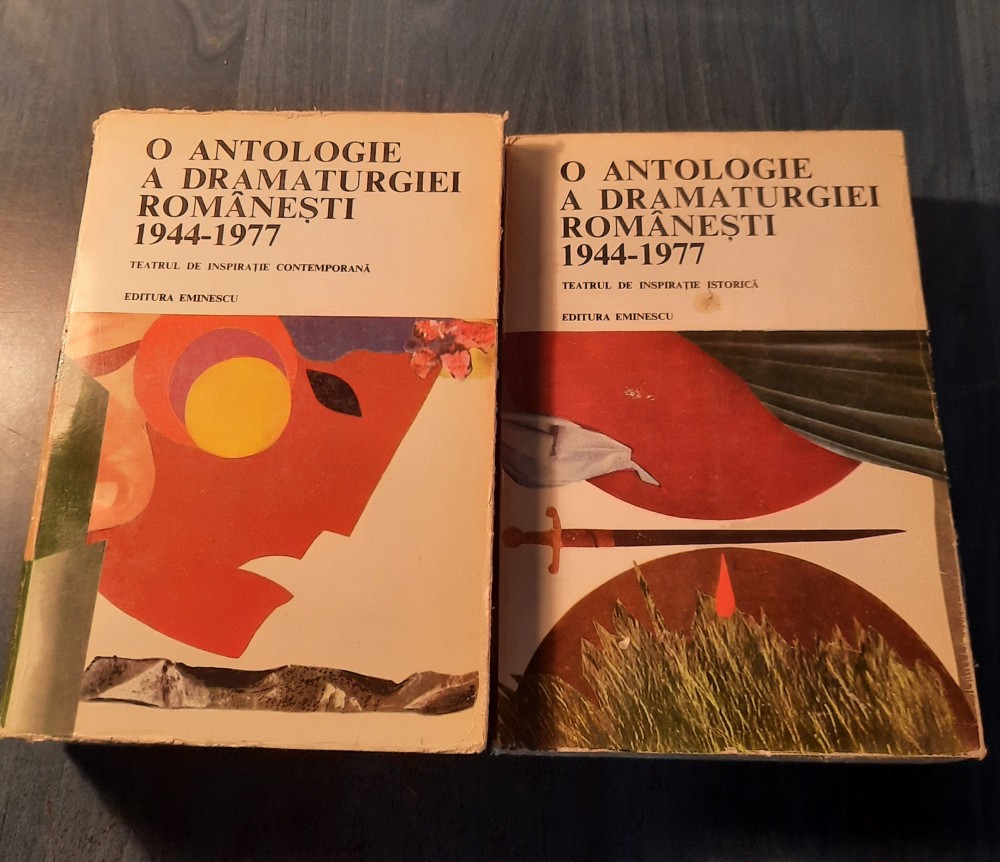 O ANTOLOGIE
A DRAMATURGIEI
ROMÂNEȘTI
1944-1977
TEATRUL DE INSPIRAȚIE CONTEMPORANĂ
EDITURA EMINESCU
O ANTOLOGIE
A DRAMATURGIEI
ROMÂNEȘTI
1944-1977
TEATRUL DE INSPIRAȚIE ISTORICĂ
EDITURA EMINESCU